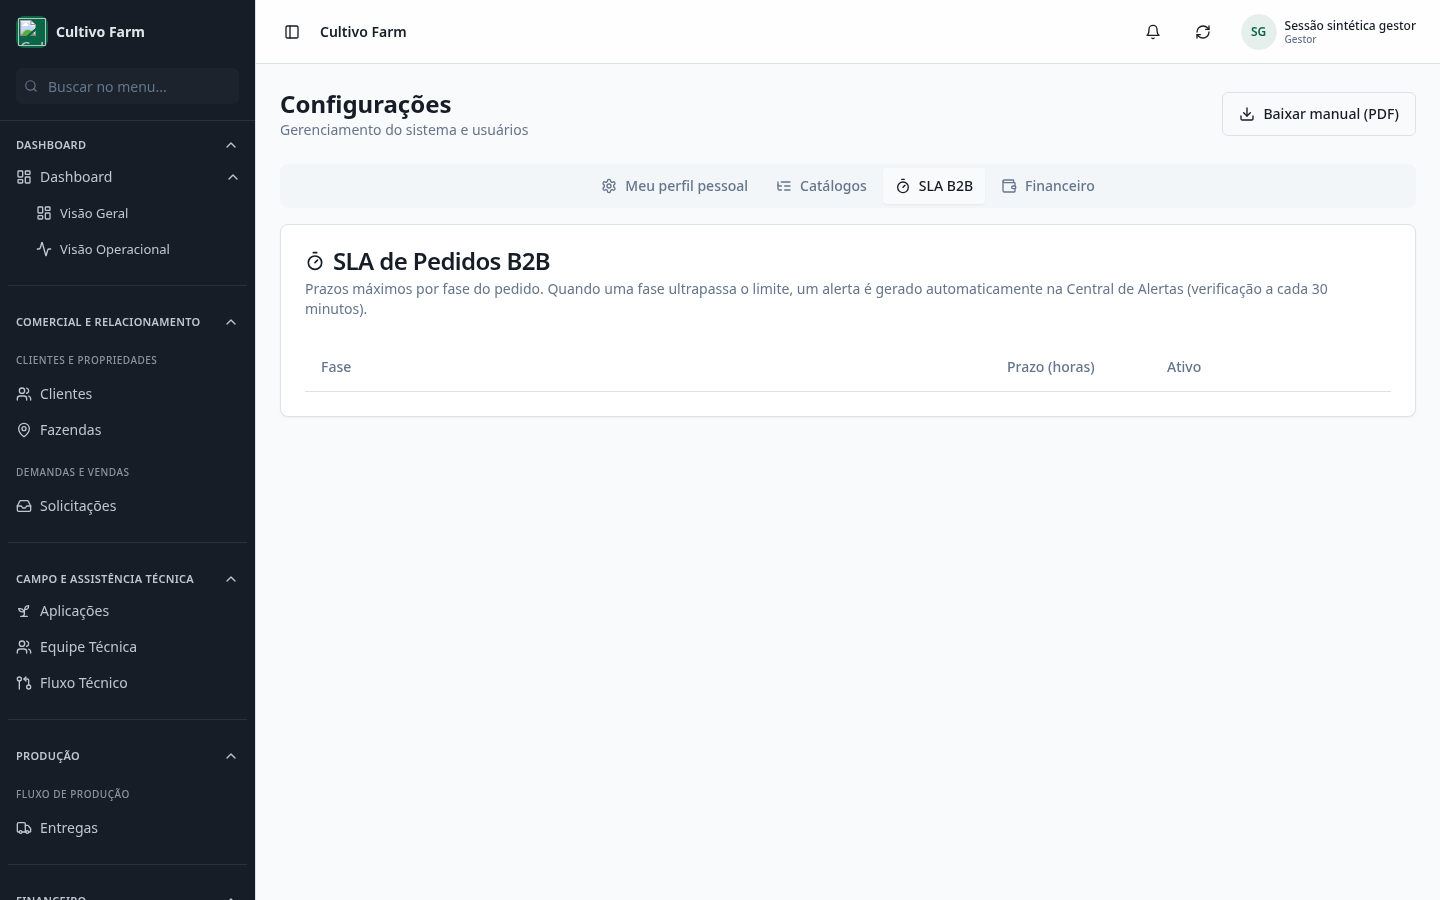 Cultivo Farm
Buscar no menu...
DASHBOARD
Dashboard
Visão Geral
Visão Operacional
COMERCIAL E RELACIONAMENTO
CLIENTES E PROPRIEDADES
Clientes
Fazendas
DEMANDAS E VENDAS
Solicitações
CAMPO E ASSISTÊNCIA TÉCNICA
Aplicações
Equipe Técnica
Fluxo Técnico
PRODUÇÃO
FLUXO DE PRODUÇÃO
Entregas
FINANCEIRO
Cultivo Farm
SG
Sessão sintética gestor
Gestor
Configurações
Gerenciamento do sistema e usuários
Baixar manual (PDF)
Meu perfil pessoal
Catálogos
SLA B2B
Financeiro
SLA de Pedidos B2B
Prazos máximos por fase do pedido. Quando uma fase ultrapassa o limite, um alerta é gerado automaticamente na Central de Alertas (verificação a cada 30
minutos).
Fase
Prazo (horas)
Ativo